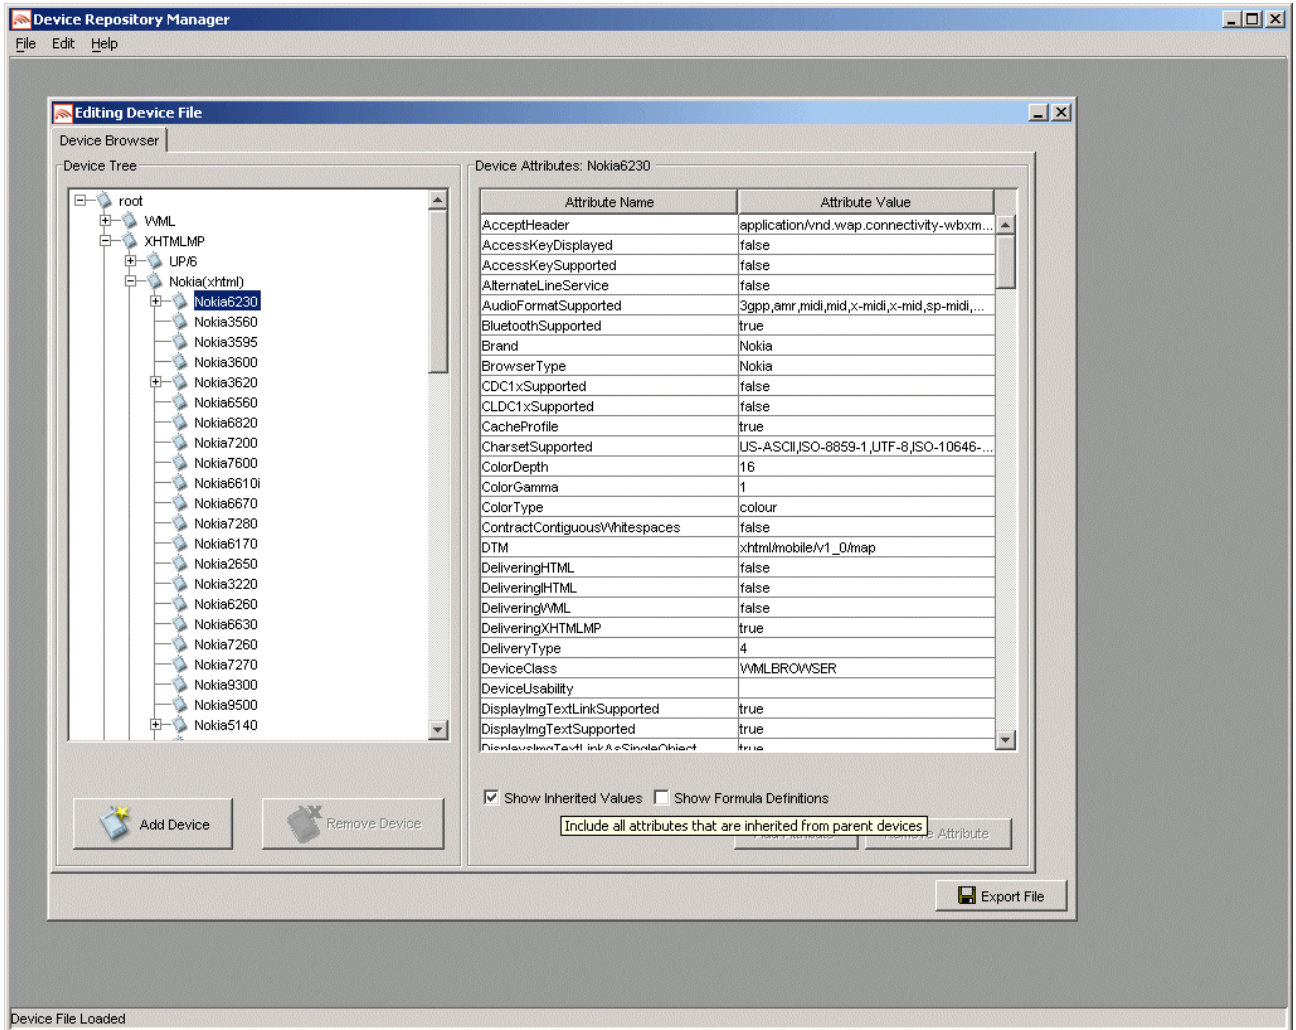 Device Repository Manager
File Edit Help
Editing Device File
Device Browser
Device Tree
root
WML
XHTMLMP
UP/6
Nokia(xhtml)
Nokia6230
Nokia3560
Nokia3595
Nokia3600
Nokia3620
Nokia6560
Nokia6820
Nokia7200
Nokia7600
Nokia6610i
Nokia6670
Nokia7280
Nokia6170
Nokia2650
Nokia3220
Nokia6260
Nokia6630
Nokia7260
Nokia7270
Nokia9300
Nokia9500
Nokia5140
Add Device Remove Device
Device Attributes: Nokia6230
Attribute Name Attribute Value
AcceptHeader application/vnd.wap.connectivity-wbxm...
AccessKeyDisplayed false
AccessKeySupported false
AlternateLineService false
AudioFormatSupported 3gpp,amr,midi,mid,x-midi,x-mid,sp-midi,...
BluetoothSupported true
Brand Nokia
BrowserType Nokia
CDC1xSupported false
CLDC1xSupported false
CacheProfile true
CharsetSupported US-ASCII,ISO-8859-1,UTF-8,ISO-10646-...
ColorDepth 16
ColorGamma 1
ColorType colour
ContractContiguousWhitespaces false
DTM xhtml/mobile/v1_0/map
DeliveringHTML false
DeliveringIHTML false
DeliveringWML false
DeliveringXHTMLMP true
DeliveryType 4
DeviceClass WMLBROWSER
DeviceUsability
DisplayImgTextLinkSupported true
DisplayImgTextSupported true
DisplaysImgTextLinkAsSingleObject true
Show Inherited Values Show Formula Definitions
Include all attributes that are inherited from parent devices
Add Attribute Remove Attribute
Export File
Device File Loaded